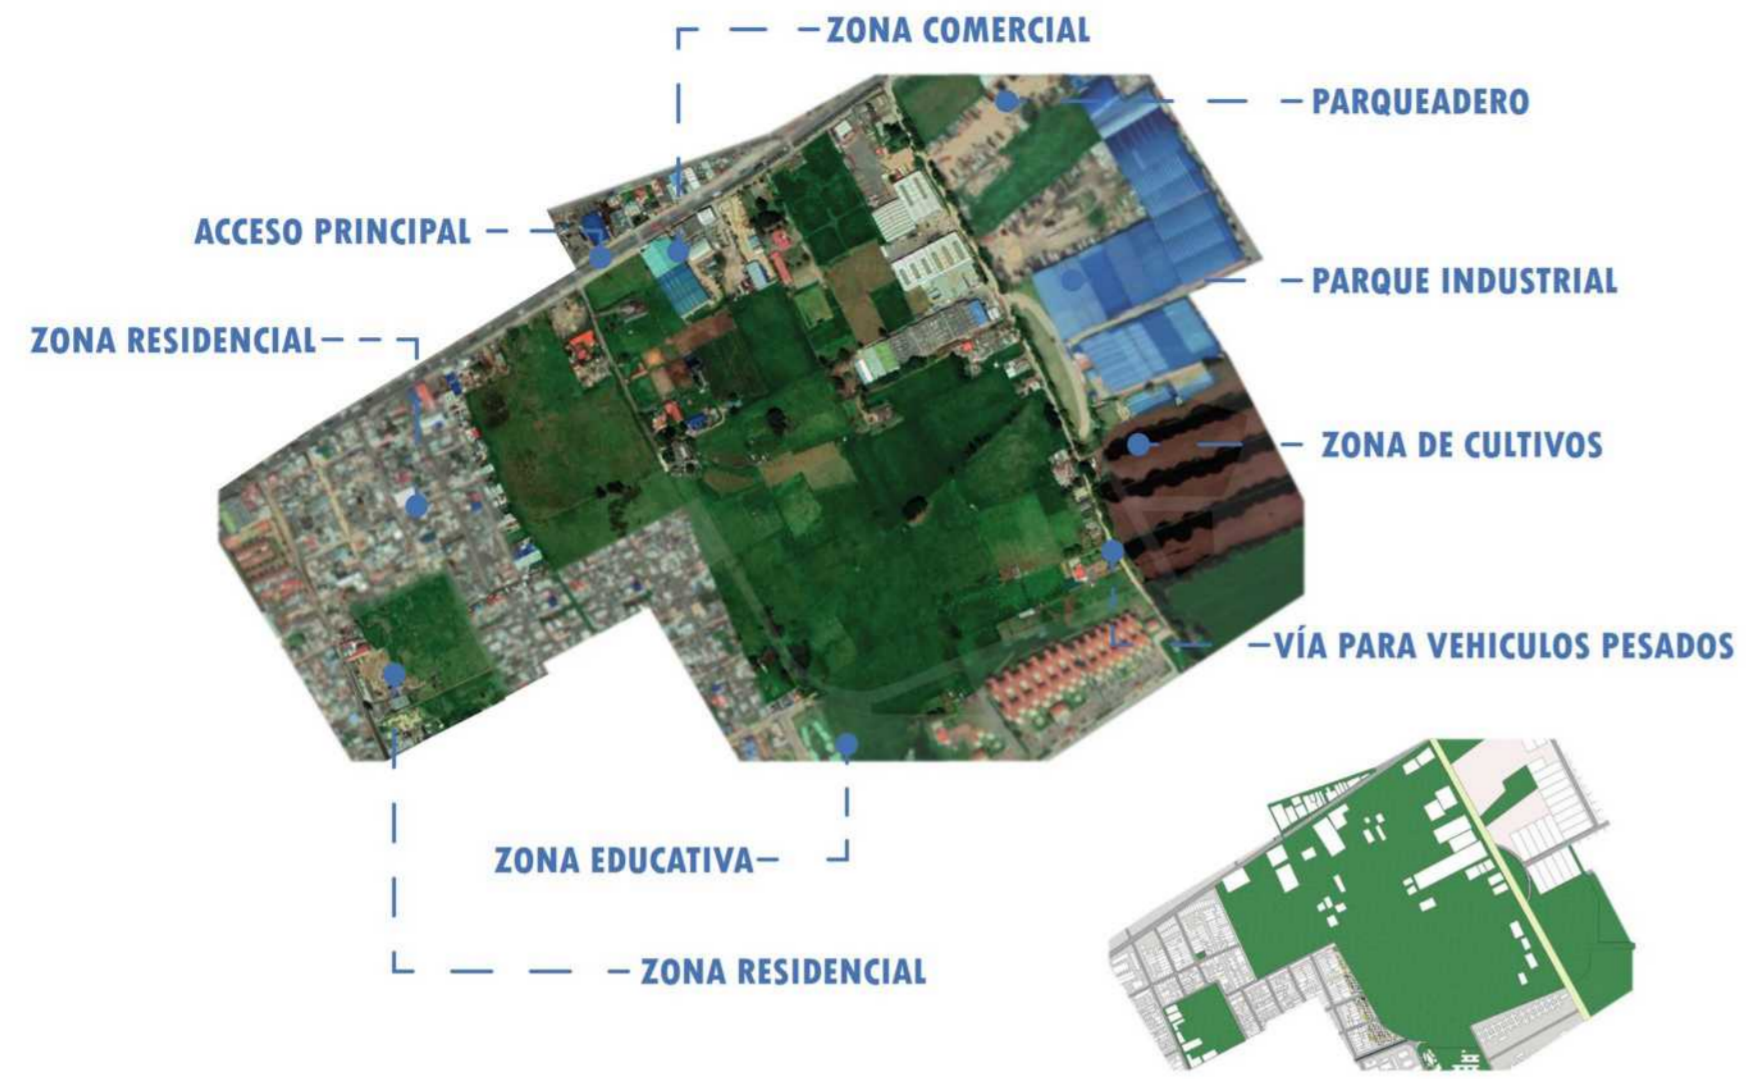 ZONA COMERCIAL
PARQUEADERO
ACCESO PRINCIPAL
PARQUE INDUSTRIAL
ZONA RESIDENCIAL
ZONA DE CULTIVOS
VÍA PARA VEHICULOS PESADOS
ZONA EDUCATIVA
ZONA RESIDENCIAL